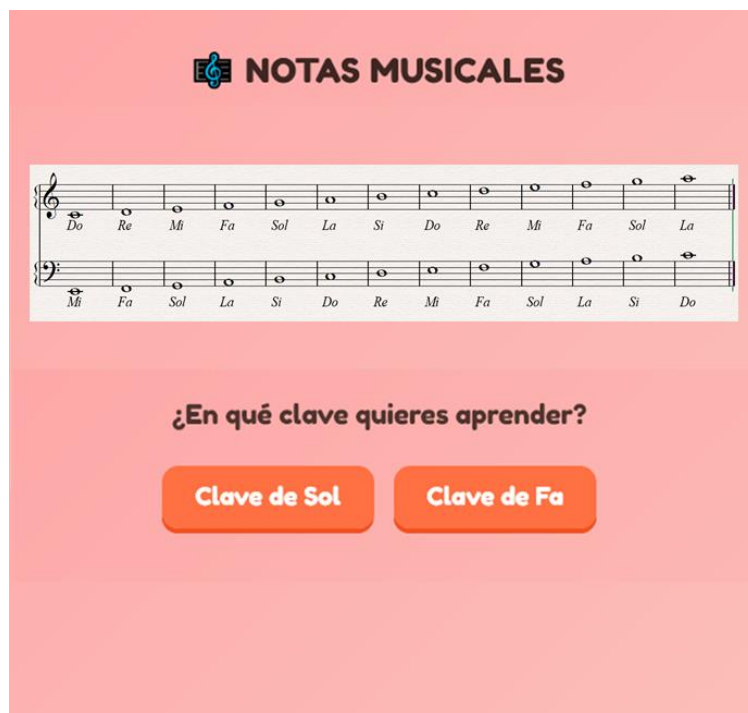 NOTAS MUSICALES
Do Re Mi Fa Sol La Si Do Re Mi Fa Sol La
Mi Fa Sol La Si Do Re Mi Fa Sol La Si Do
¿En qué clave quieres aprender?
Clave de Sol
Clave de Fa